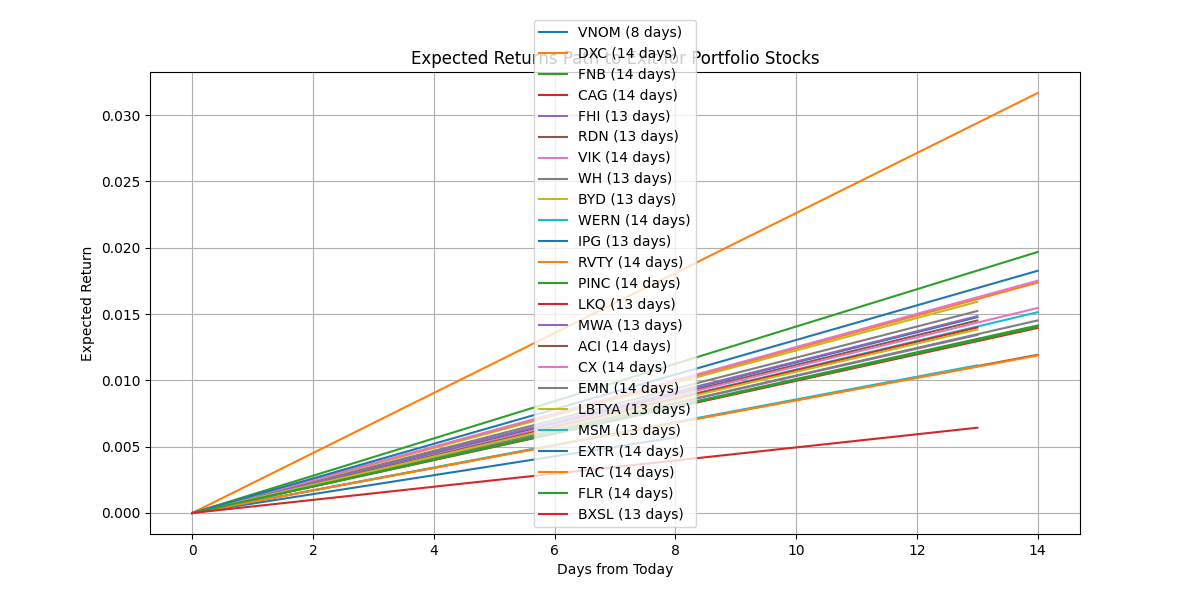 Expected Returns Path to Exit for Portfolio Stocks
VNOM (8 days)
DXC (14 days)
FNB (14 days)
CAG (14 days)
FHI (13 days)
RDN (13 days)
VIK (14 days)
WH (13 days)
BYD (13 days)
WERN (14 days)
IPG (13 days)
RVTY (14 days)
PINC (14 days)
LKQ (13 days)
MWA (13 days)
ACI (14 days)
CX (14 days)
EMN (14 days)
LBTYA (13 days)
MSM (13 days)
EXTR (14 days)
TAC (14 days)
FLR (14 days)
BXSL (13 days)
Expected Return
0.030
0.025
0.020
0.015
0.010
0.005
0.000
0 2 4 6 8 10 12 14
Days from Today